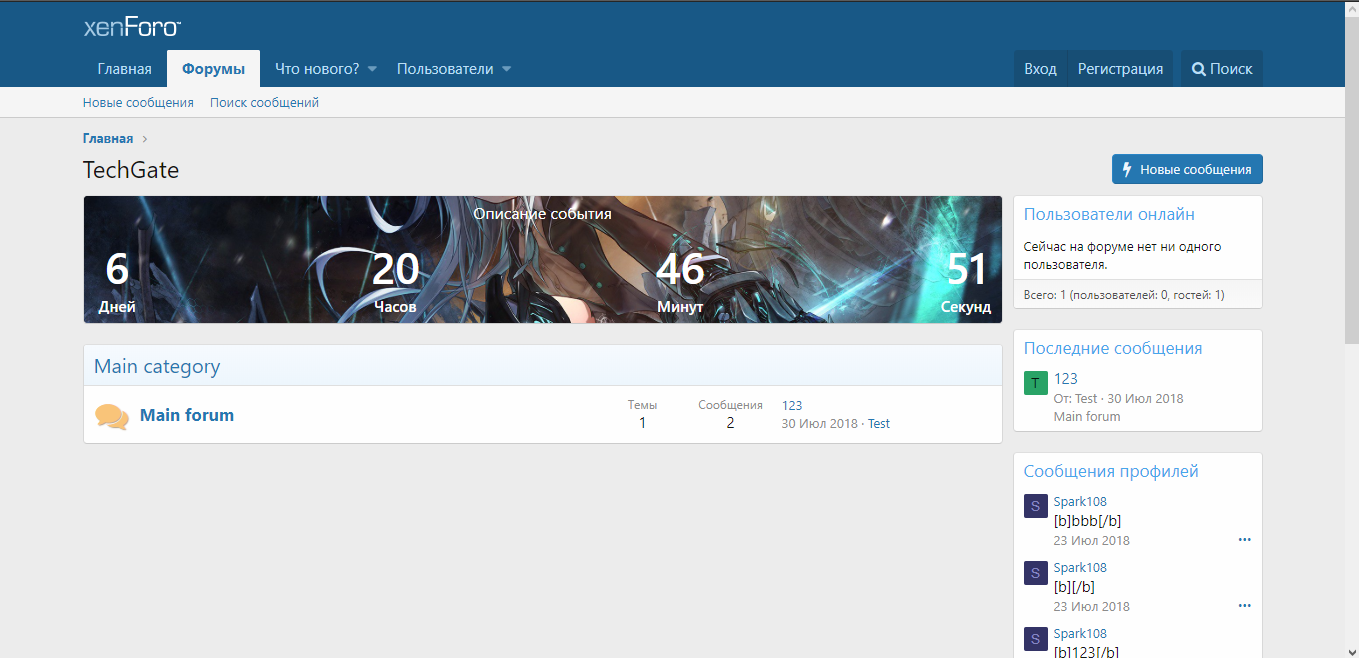 xenForo™
Главная Форумы Что нового? Пользователи Вход Регистрация Поиск
Новые сообщения Поиск сообщений
Главная
TechGate
Новые сообщения
Описание события
6 20 46 51
Дней Часов Минут Секунд
Main category
Main forum
Темы
1
Сообщения
2
123
30 Июл 2018 · Test
Пользователи онлайн
Сейчас на форуме нет ни одного
пользователя.
Всего: 1 (пользователей: 0, гостей: 1)
Последние сообщения
T
123
От: Test · 30 Июл 2018
Main forum
Сообщения профилей
S
Spark108
[b]bbb[/b]
23 Июл 2018
S
Spark108
[b][/b]
23 Июл 2018
S
Spark108
[b]123[/b]